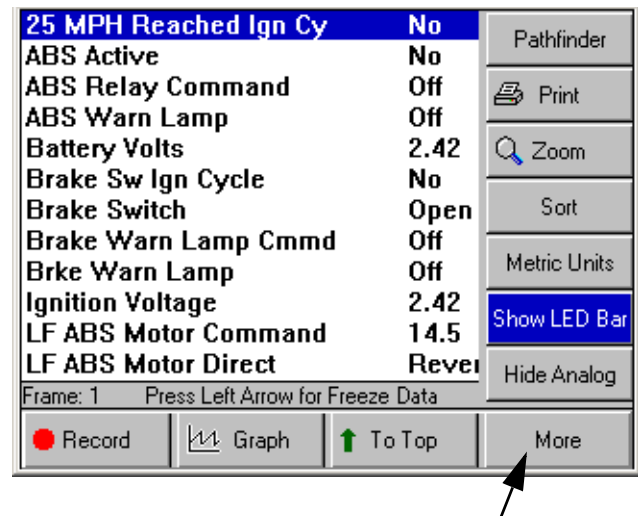 25 MPH Reached Ign Cy No
ABS Active No
ABS Relay Command Off
ABS Warn Lamp Off
Battery Volts 2.42
Brake Sw Ign Cycle No
Brake Switch Open
Brake Warn Lamp Cmmd Off
Brke Warn Lamp Off
Ignition Voltage 2.42
LF ABS Motor Command 14.5
LF ABS Motor Direct Rever
Frame: 1 Press Left Arrow for Freeze Data
Pathfinder
Print
Zoom
Sort
Metric Units
Show LED Bar
Hide Analog
Record Graph To Top More